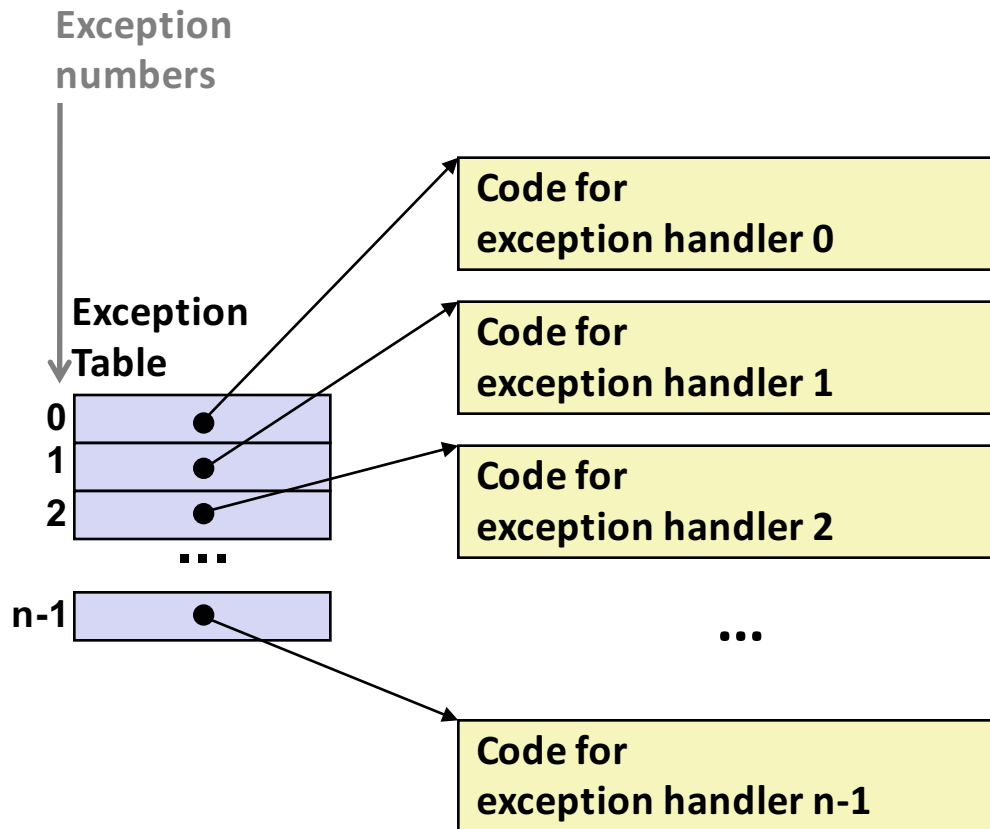 Exception
numbers
Exception
Table
0
1
2
...
n-1
Code for
exception handler 0
Code for
exception handler 1
Code for
exception handler 2
...
Code for
exception handler n-1